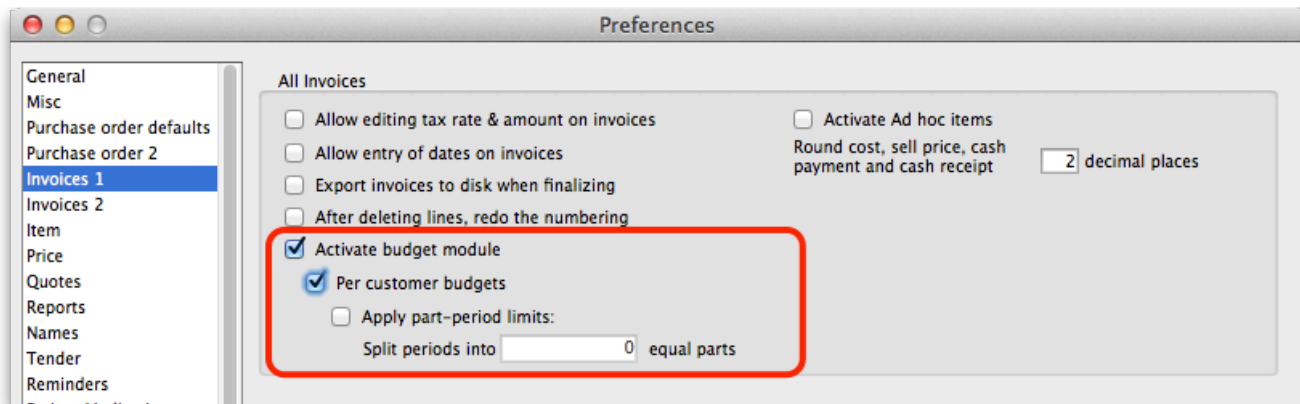 Preferences
General
Misc
Purchase order defaults
Purchase order 2
Invoices 1
Invoices 2
Item
Price
Quotes
Reports
Names
Tender
Reminders
All Invoices
Allow editing tax rate & amount on invoices
Allow entry of dates on invoices
Export invoices to disk when finalizing
After deleting lines, redo the numbering
Activate budget module
Per customer budgets
Apply part-period limits:
Split periods into 0 equal parts
Activate Ad hoc items
Round cost, sell price, cash
payment and cash receipt 2 decimal places